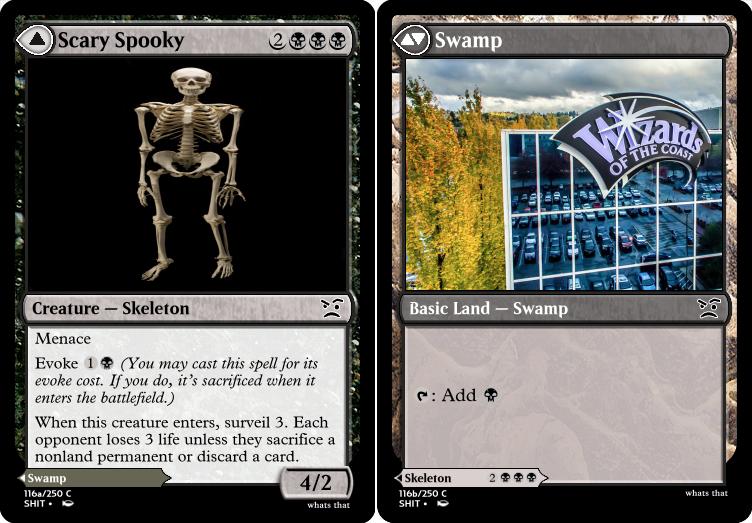 Scary Spooky 2
Creature — Skeleton
Menace
Evoke 1 (You may cast this spell for its
evoke cost. If you do, it's sacrificed when it
enters the battlefield.)
When this creature enters, surveil 3. Each
opponent loses 3 life unless they sacrifice a
nonland permanent or discard a card.
Swamp
4/2
116a/250 C
SHIT •
whats that
Swamp
Wizards
OF THE COAST
Basic Land — Swamp
: Add
Skeleton 2
116b/250 C
SHIT •
whats that